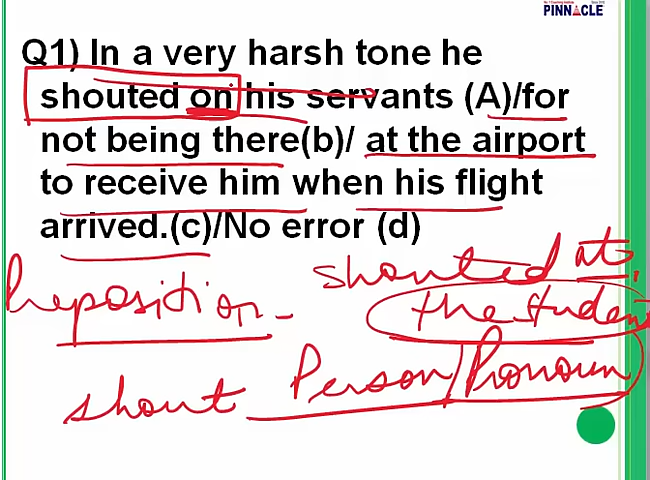 PINNACLE
Q1) In a very harsh tone he
shouted on his servants (A)/for
not being there(b)/ at the airport
to receive him when his flight
arrived.(c)/No error (d)
Preposition - shouted at
the student
shout Person/Pronoun